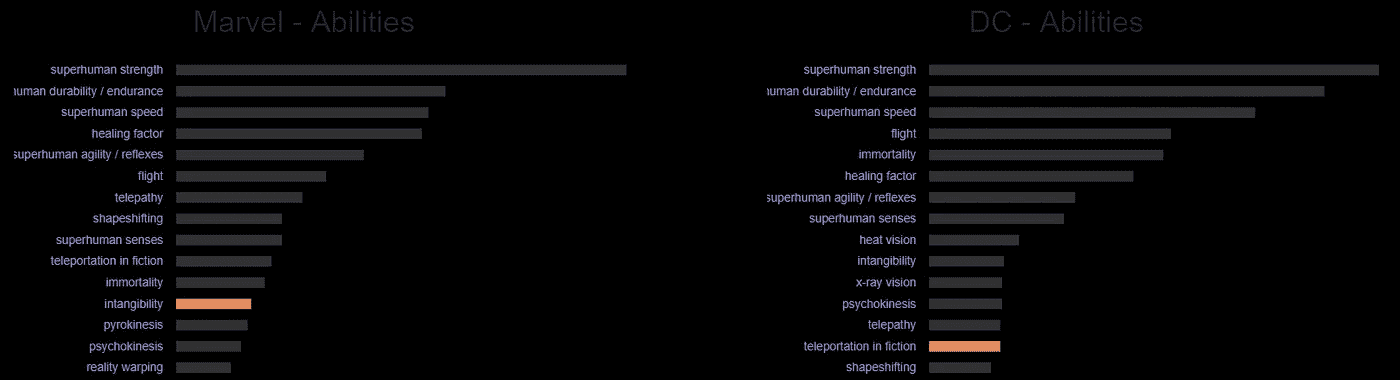 Marvel - Abilities
superhuman strength
human durability / endurance
superhuman speed
healing factor
superhuman agility / reflexes
flight
telepathy
shapeshifting
superhuman senses
teleportation in fiction
immortality
intangibility
pyrokinesis
psychokinesis
reality warping
DC - Abilities
superhuman strength
human durability / endurance
superhuman speed
flight
immortality
healing factor
superhuman agility / reflexes
superhuman senses
heat vision
intangibility
x-ray vision
psychokinesis
telepathy
teleportation in fiction
shapeshifting